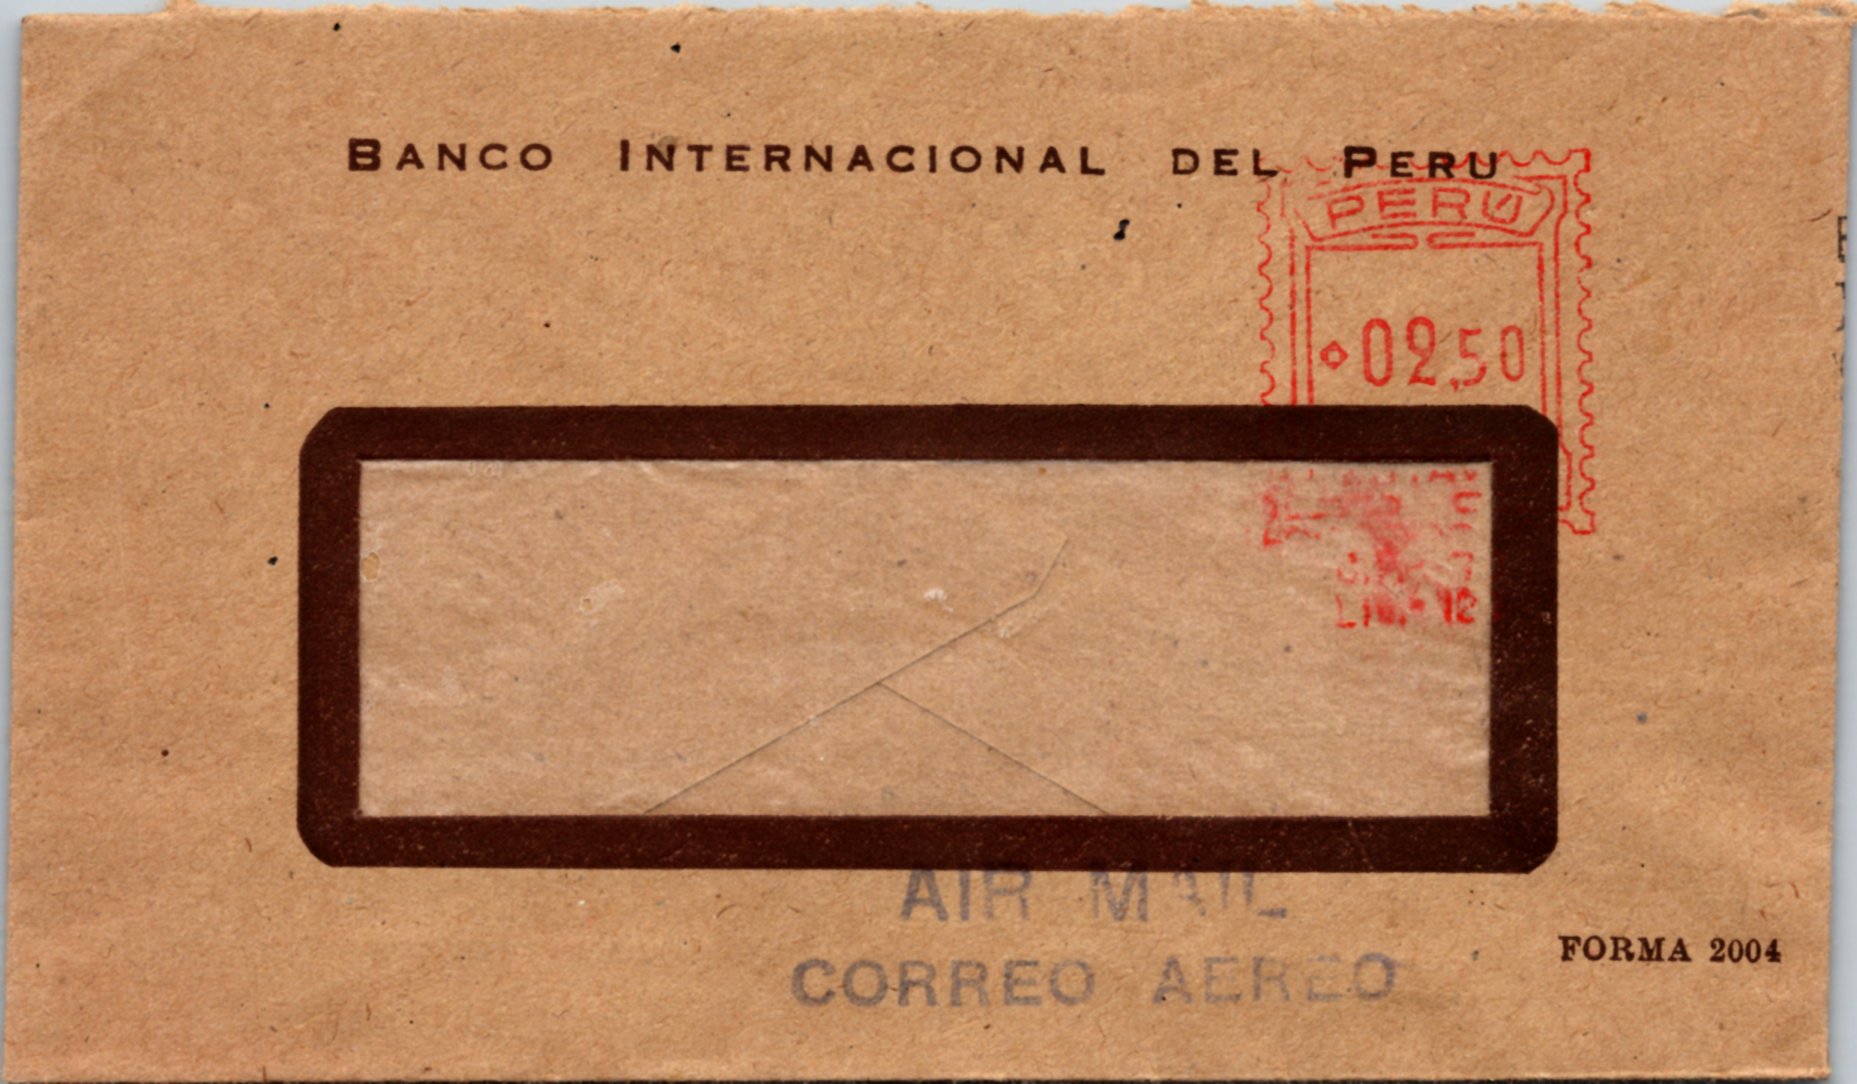 BANCO INTERNACIONAL DEL PERU
PERU
02.50
AIR MAIL
CORREO AEREO
FORMA 2004